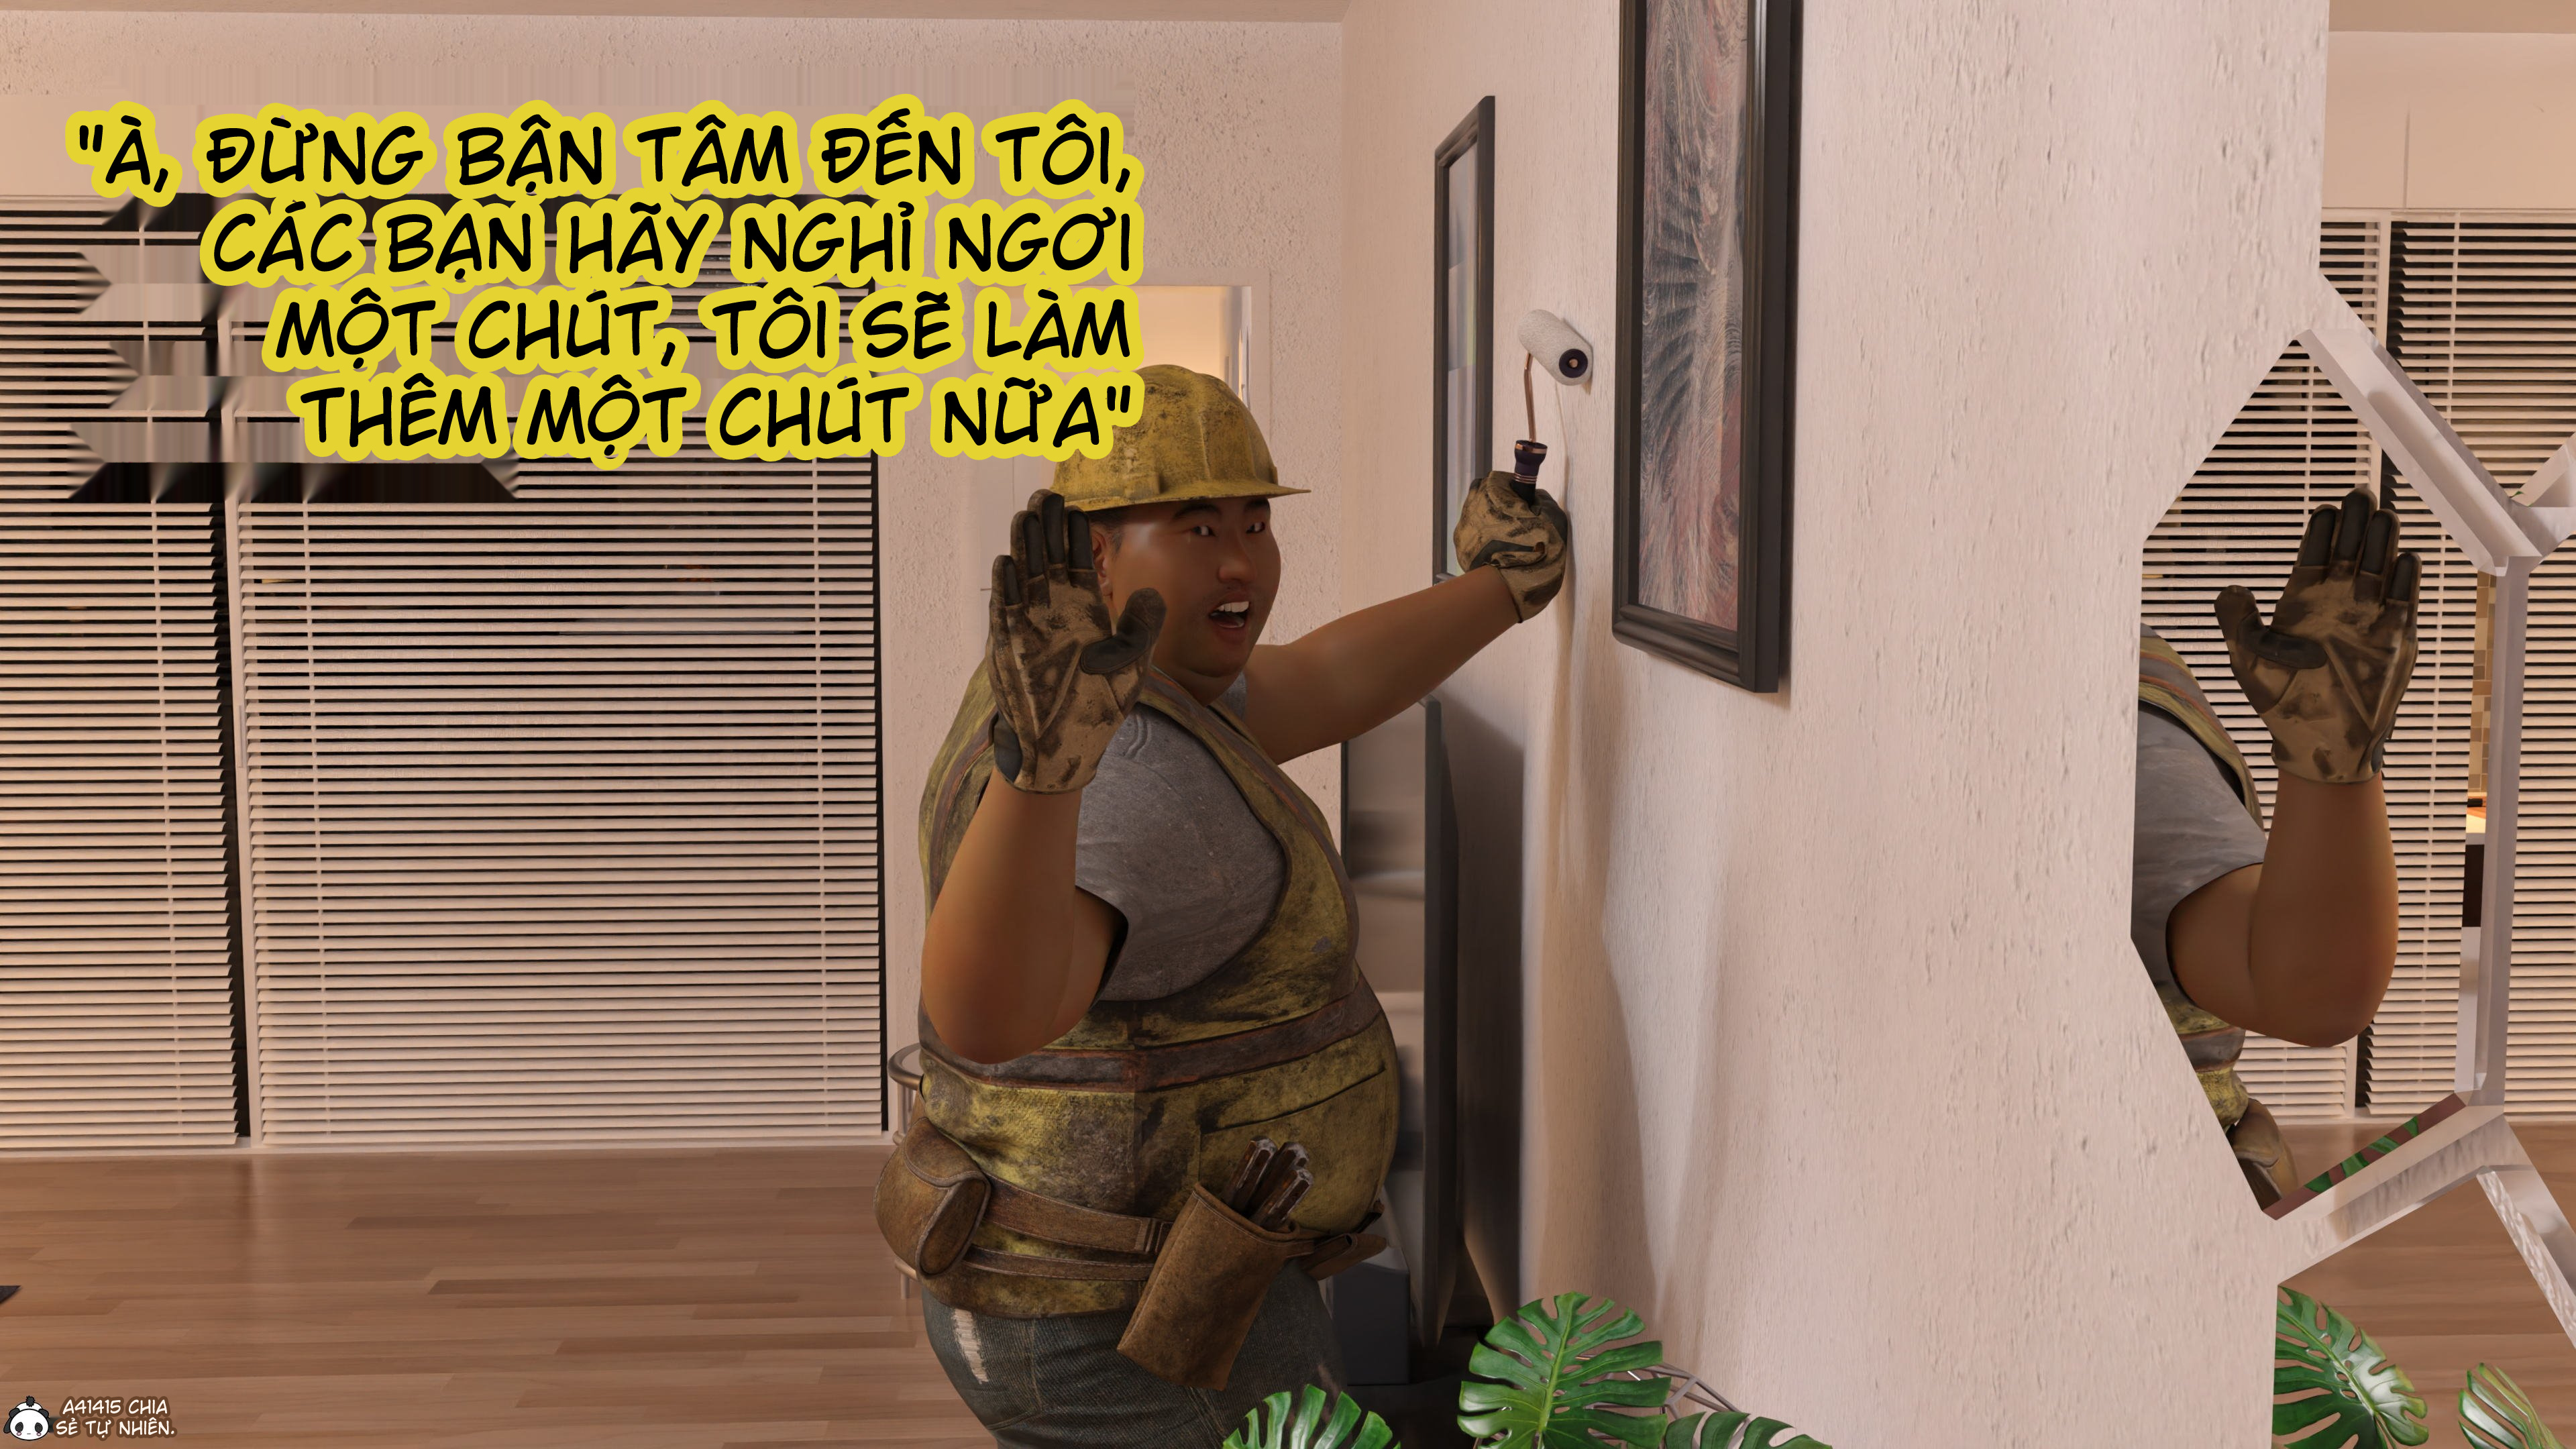 "À, ĐỪNG BẬN TÂM ĐẾN TÔI,
CÁC BẠN HÃY NGHỈ NGƠI
MỘT CHÚT, TÔI SẼ LÀM
THÊM MỘT CHÚT NỮA"
A41415 CHIA
SẺ TỰ NHIÊN.